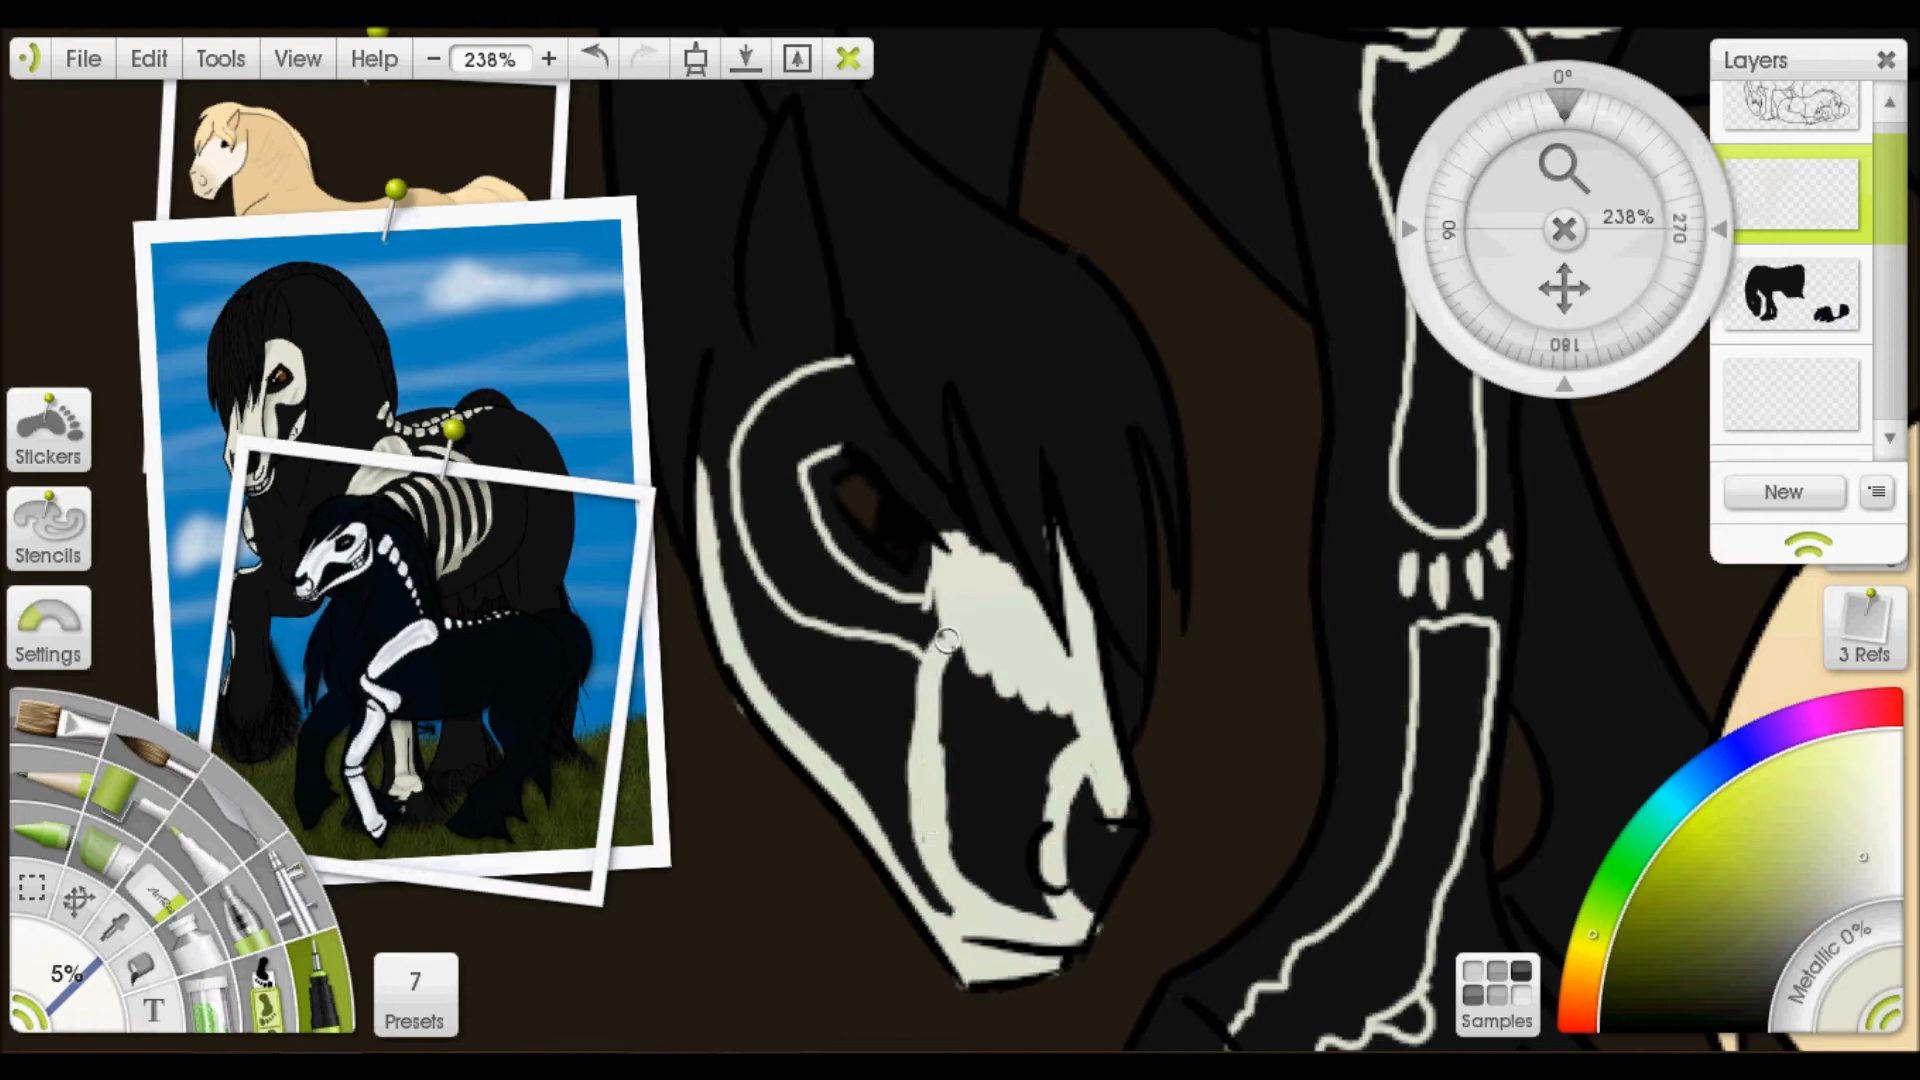 File Edit Tools View Help − 238% +
Layers
0°
238%
90
270
180
New
Stickers
Stencils
Settings
3 Refs
5%
T
7
Presets
Samples
Metallic 0%